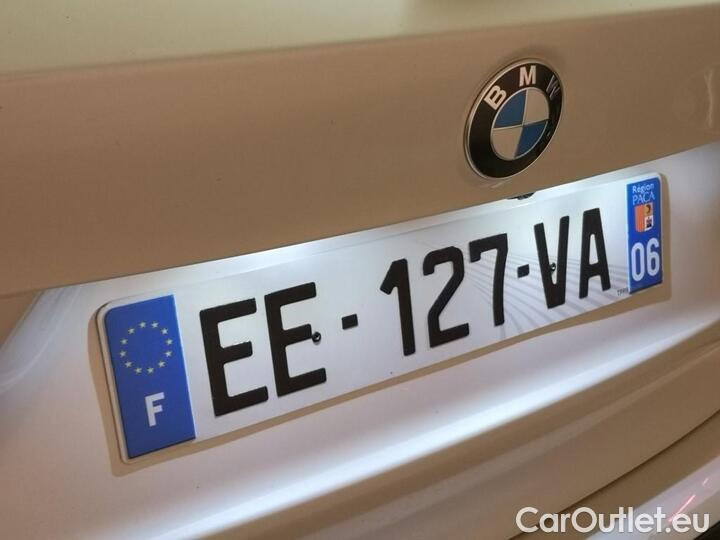 BMW
F
EE-127-VA
Région
PACA
06
CarOutlet.eu